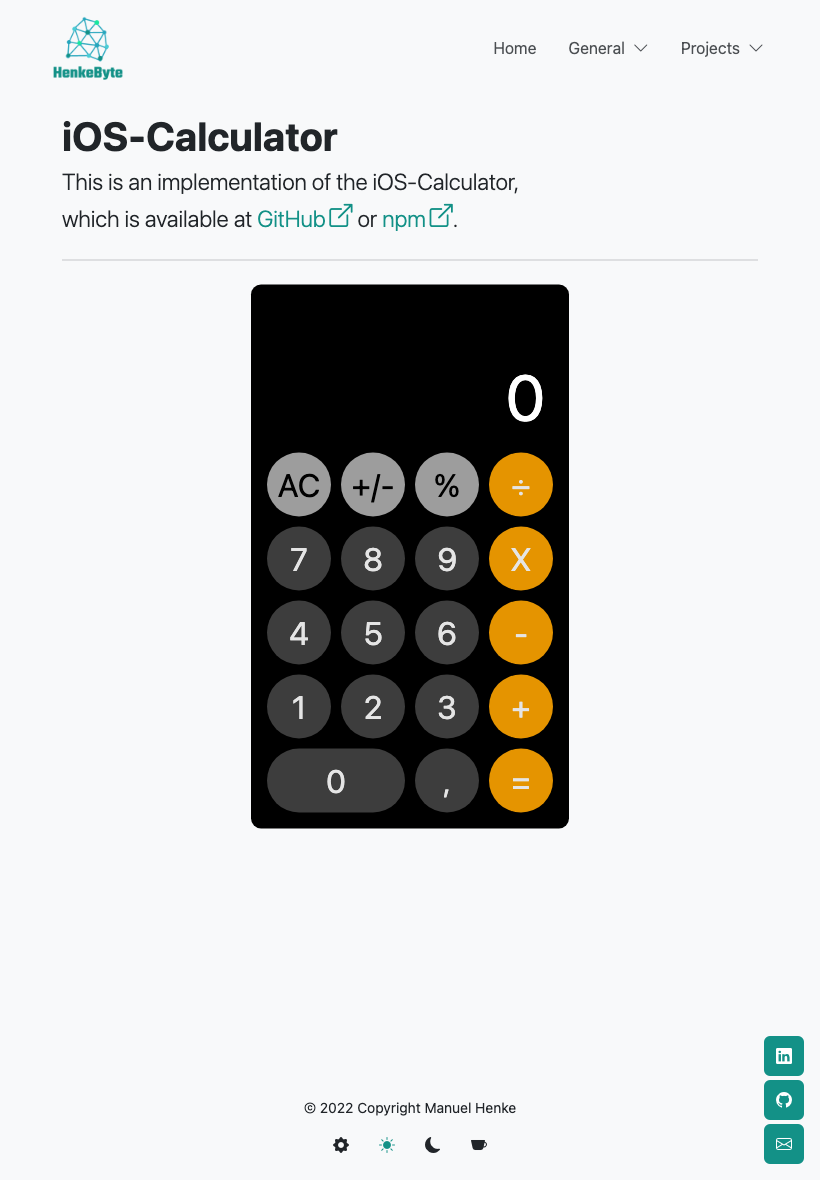 HenkeByte
Home General Projects
iOS-Calculator
This is an implementation of the iOS-Calculator,
which is available at GitHub or npm.
0
AC +/- % ÷
7 8 9 X
4 5 6 -
1 2 3 +
0 , =
in
© 2022 Copyright Manuel Henke